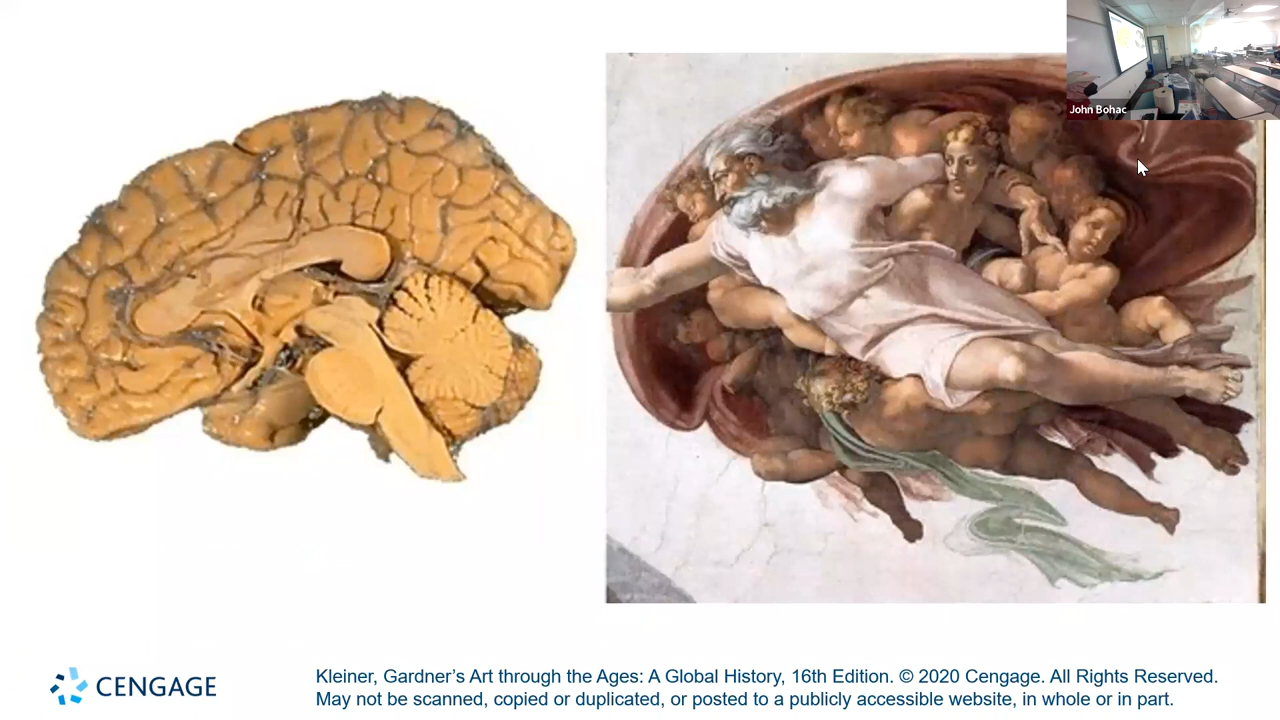 John Bohac
CENGAGE
Kleiner, Gardner’s Art through the Ages: A Global History, 16th Edition. © 2020 Cengage. All Rights Reserved.
May not be scanned, copied or duplicated, or posted to a publicly accessible website, in whole or in part.